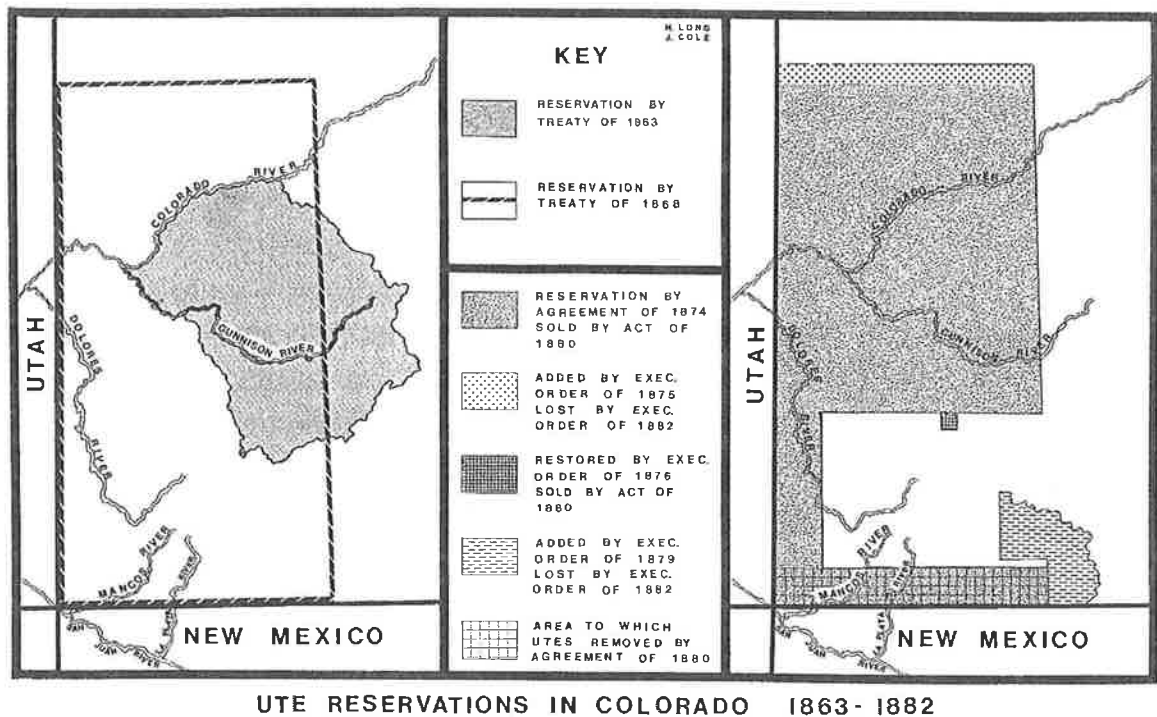 UTAH
COLORADO RIVER
GUNNISON RIVER
DOLORES RIVER
MANCOS RIVER
LA PLATA RIVER
SAN JUAN RIVER
NEW MEXICO
H. LONG
J. COLE
KEY
RESERVATION BY
TREATY OF 1863
RESERVATION BY
TREATY OF 1868
RESERVATION BY
AGREEMENT OF 1874
SOLD BY ACT OF
1880
ADDED BY EXEC.
ORDER OF 1875
LOST BY EXEC.
ORDER OF 1882
RESTORED BY EXEC.
ORDER OF 1876
SOLD BY ACT OF
1880
ADDED BY EXEC.
ORDER OF 1879
LOST BY EXEC.
ORDER OF 1882
AREA TO WHICH
UTES REMOVED BY
AGREEMENT OF 1880
UTAH
COLORADO RIVER
GUNNISON RIVER
DOLORES RIVER
MANCOS RIVER
LA PLATA RIVER
SAN JUAN RIVER
NEW MEXICO
UTE RESERVATIONS IN COLORADO 1863-1882